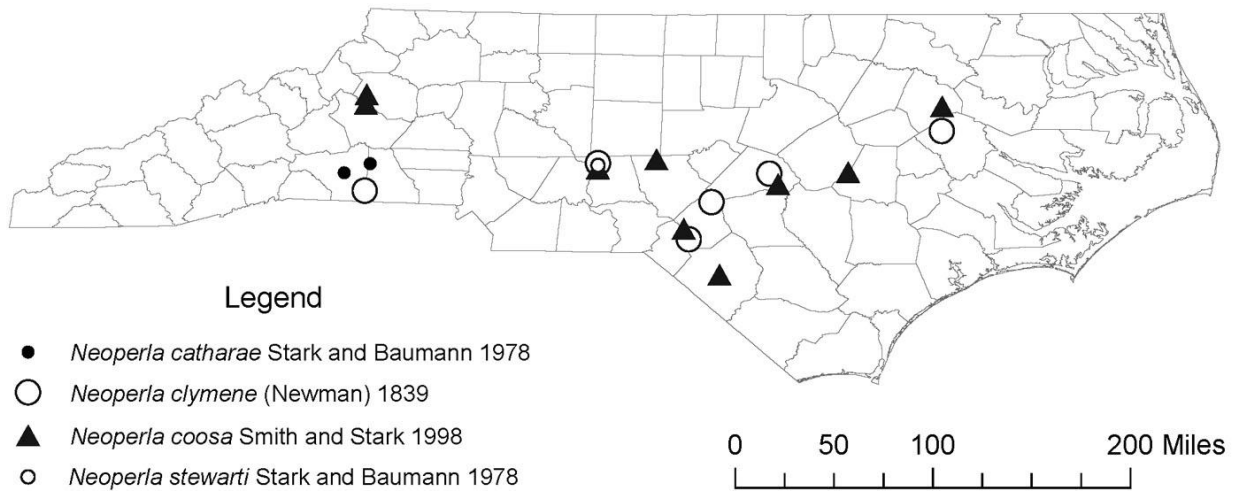 Legend
Neoperla catharae Stark and Baumann 1978
Neoperla clymene (Newman) 1839
Neoperla coosa Smith and Stark 1998
Neoperla stewarti Stark and Baumann 1978
0 50 100 200 Miles